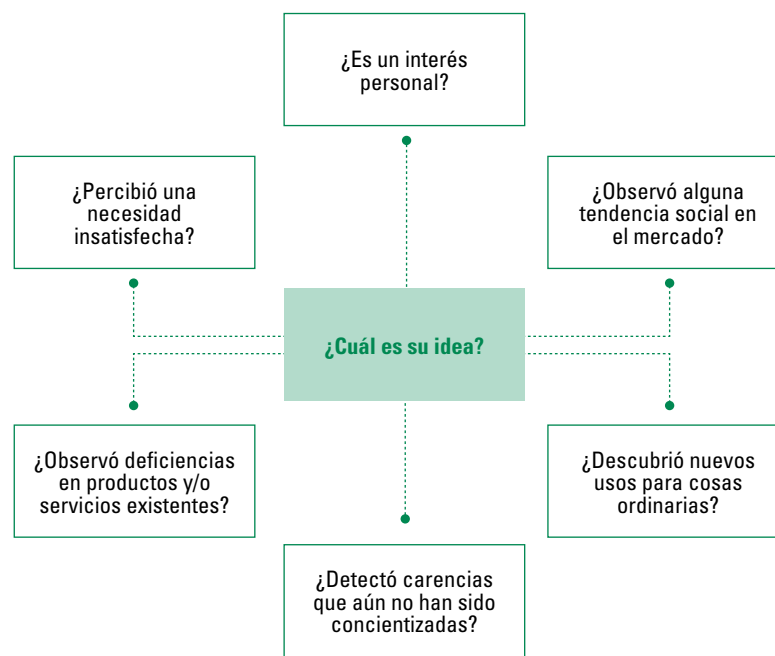 ¿Es un interés
personal?
¿Percibió una
necesidad
insatisfecha?
¿Observó alguna
tendencia social en
el mercado?
¿Cuál es su idea?
¿Observó deficiencias
en productos y/o
servicios existentes?
¿Descubrió nuevos
usos para cosas
ordinarias?
¿Detectó carencias
que aún no han sido
concientizadas?